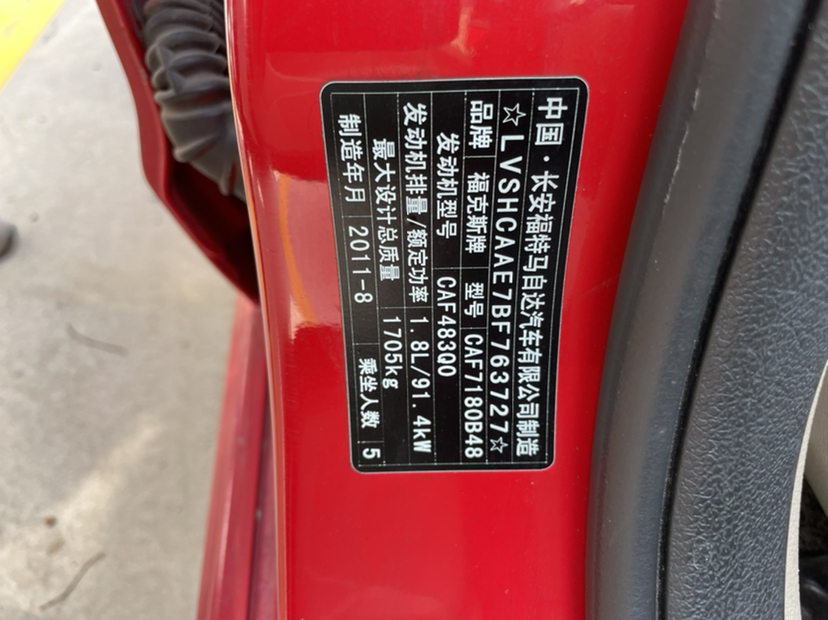 中国·长安福特马自达汽车有限公司制造
☆LVSHCAAE7BF763727☆
品牌 福克斯牌 型号 CAF7180B48
发动机型号 CAF483Q0
发动机排量/额定功率 1.8L/91.4kW
最大设计总质量 1705kg
制造年月 2011-8 乘坐人数 5